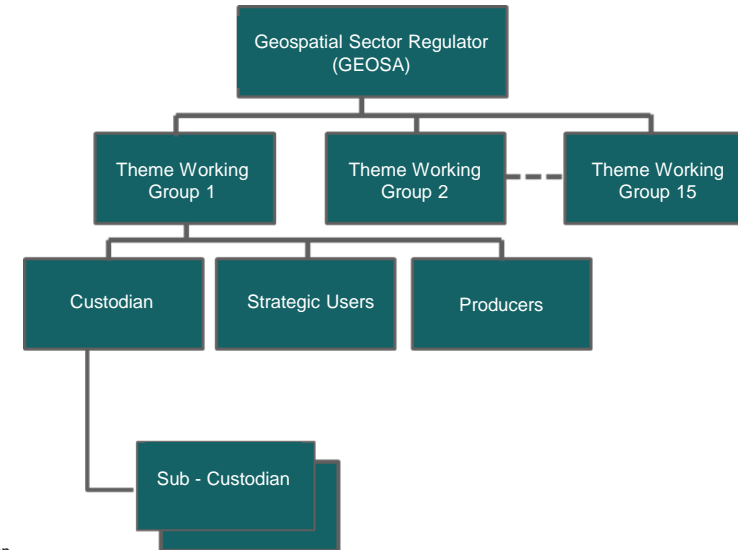 Geospatial Sector Regulator
(GEOSA)
Theme Working
Group 1
Theme Working
Group 2
Theme Working
Group 15
Custodian
Strategic Users
Producers
Sub - Custodian